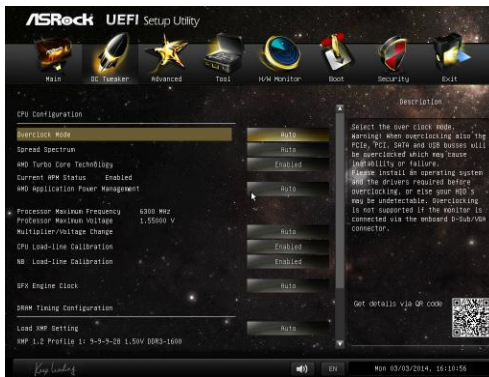 ASRock UEFI Setup Utility
Main OC Tweaker Advanced Tool H/W Monitor Boot Security Exit
Description
CPU Configuration
Overclock Mode Auto
Spread Spectrum Auto
AMD Turbo Core Technology Enabled
Current APM Status Enabled
AMD Application Power Management Auto
Processor Maximum Frequency 6300 MHz
Processor Maximum Voltage 1.55000 V
Multiplier/Voltage Change Auto
CPU Load-line Calibration Enabled
NB Load-line Calibration Enabled
GFX Engine Clock Auto
DRAM Timing Configuration
Load XMP Setting Auto
XMP 1.2 Profile 1: 9-9-9-28 1.50V DDR3-1600
Select the over clock mode.
Warning! When overclocking also the
PCIe, PCI, SATA and USB busses will
be overclocked which may cause
inatability or failure.
Please install an operating system
and the drivers required before
overclocking, or else your HID's
may be undetectable. Overclocking
is not supported if the monitor is
connected via the onboard D-Sub/VGA
connector.
Get details via QR code
Keep Leading
EN
Mon 03/03/2014, 16:10:56